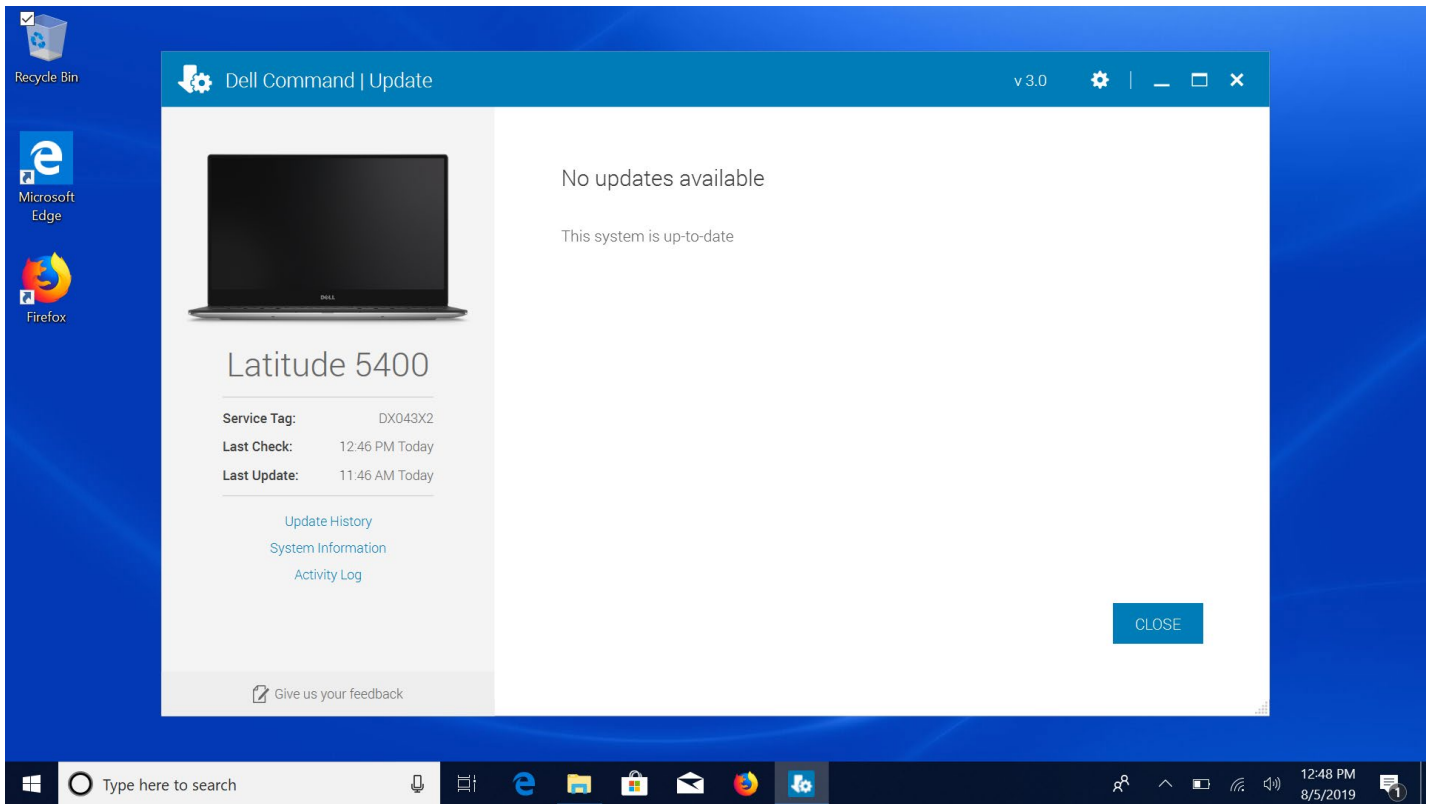 Recycle Bin
Microsoft
Edge
Firefox
Dell Command | Update
v 3.0
DELL
Latitude 5400
Service Tag: DX043X2
Last Check: 12:46 PM Today
Last Update: 11:46 AM Today
Update History
System Information
Activity Log
Give us your feedback
No updates available
This system is up-to-date
CLOSE
Type here to search
12:48 PM
8/5/2019
1